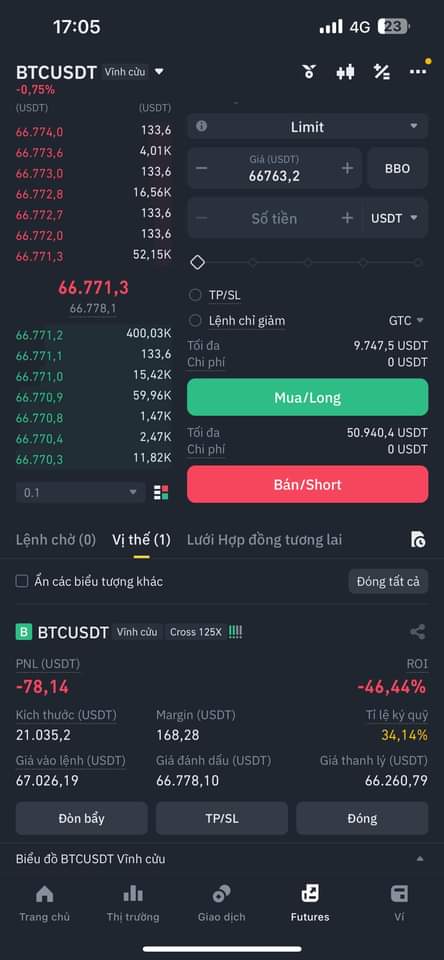 17:05
4G
23
BTCUSDT Vĩnh cửu
-0,75%
(USDT) (USDT)
66.774,0 133,6
66.773,6 4,01K
66.773,0 133,6
66.772,8 16,56K
66.772,7 133,6
66.772,0 133,6
66.771,3 52,15K
66.771,3
66.778,1
66.771,2 400,03K
66.771,1 133,6
66.771,0 15,42K
66.770,9 59,96K
66.770,8 1,47K
66.770,4 2,47K
66.770,3 11,82K
0.1
Limit
Giá (USDT)
66763,2
BBO
Số tiền
USDT
TP/SL
Lệnh chỉ giảm
GTC
Tối đa 9.747,5 USDT
Chi phí 0 USDT
Mua/Long
Tối đa 50.940,4 USDT
Chi phí 0 USDT
Bán/Short
Lệnh chờ (0) Vị thế (1) Lưới Hợp đồng tương lai
Ẩn các biểu tượng khác
Đóng tất cả
B BTCUSDT Vĩnh cửu Cross 125X !!!!
PNL (USDT) ROI
-78,14 -46,44%
Kích thước (USDT) Margin (USDT) Tỉ lệ ký quỹ
21.035,2 168,28 34,14%
Giá vào lệnh (USDT) Giá đánh dấu (USDT) Giá thanh lý (USDT)
67.026,19 66.778,10 66.260,79
Đòn bẩy TP/SL Đóng
Biểu đồ BTCUSDT Vĩnh cửu
Trang chủ Thị trường Giao dịch Futures Ví